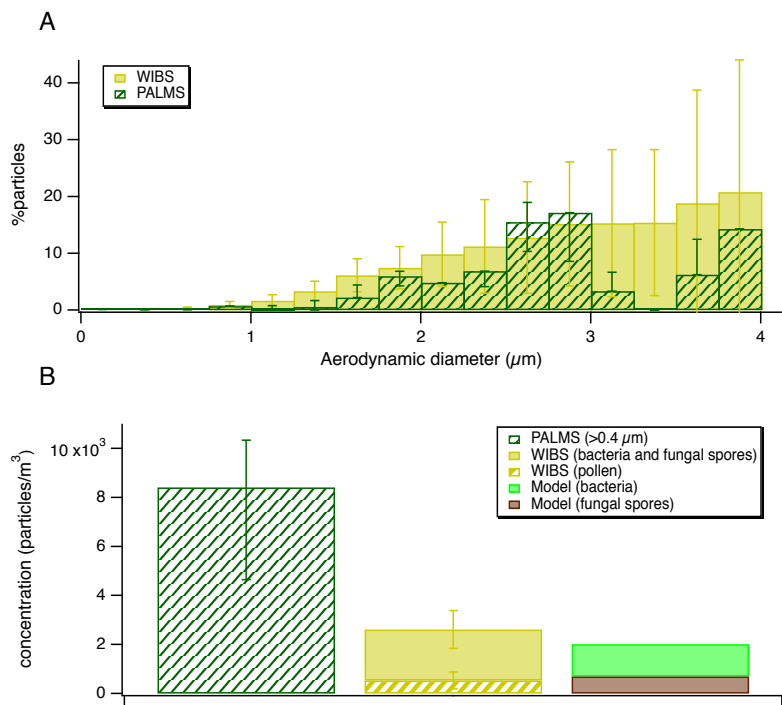 A
WIBS
PALMS
%particles
40
30
20
10
0
0 1 2 3 4
Aerodynamic diameter (µm)
B
concentration (particles/m³)
10 x10³
8
6
4
2
0
PALMS (>0.4 µm)
WIBS (bacteria and fungal spores)
WIBS (pollen)
Model (bacteria)
Model (fungal spores)